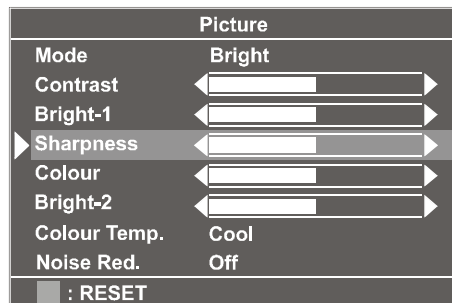 Picture
Mode Bright
Contrast
Bright-1
Sharpness
Colour
Bright-2
Colour Temp. Cool
Noise Red. Off
: RESET